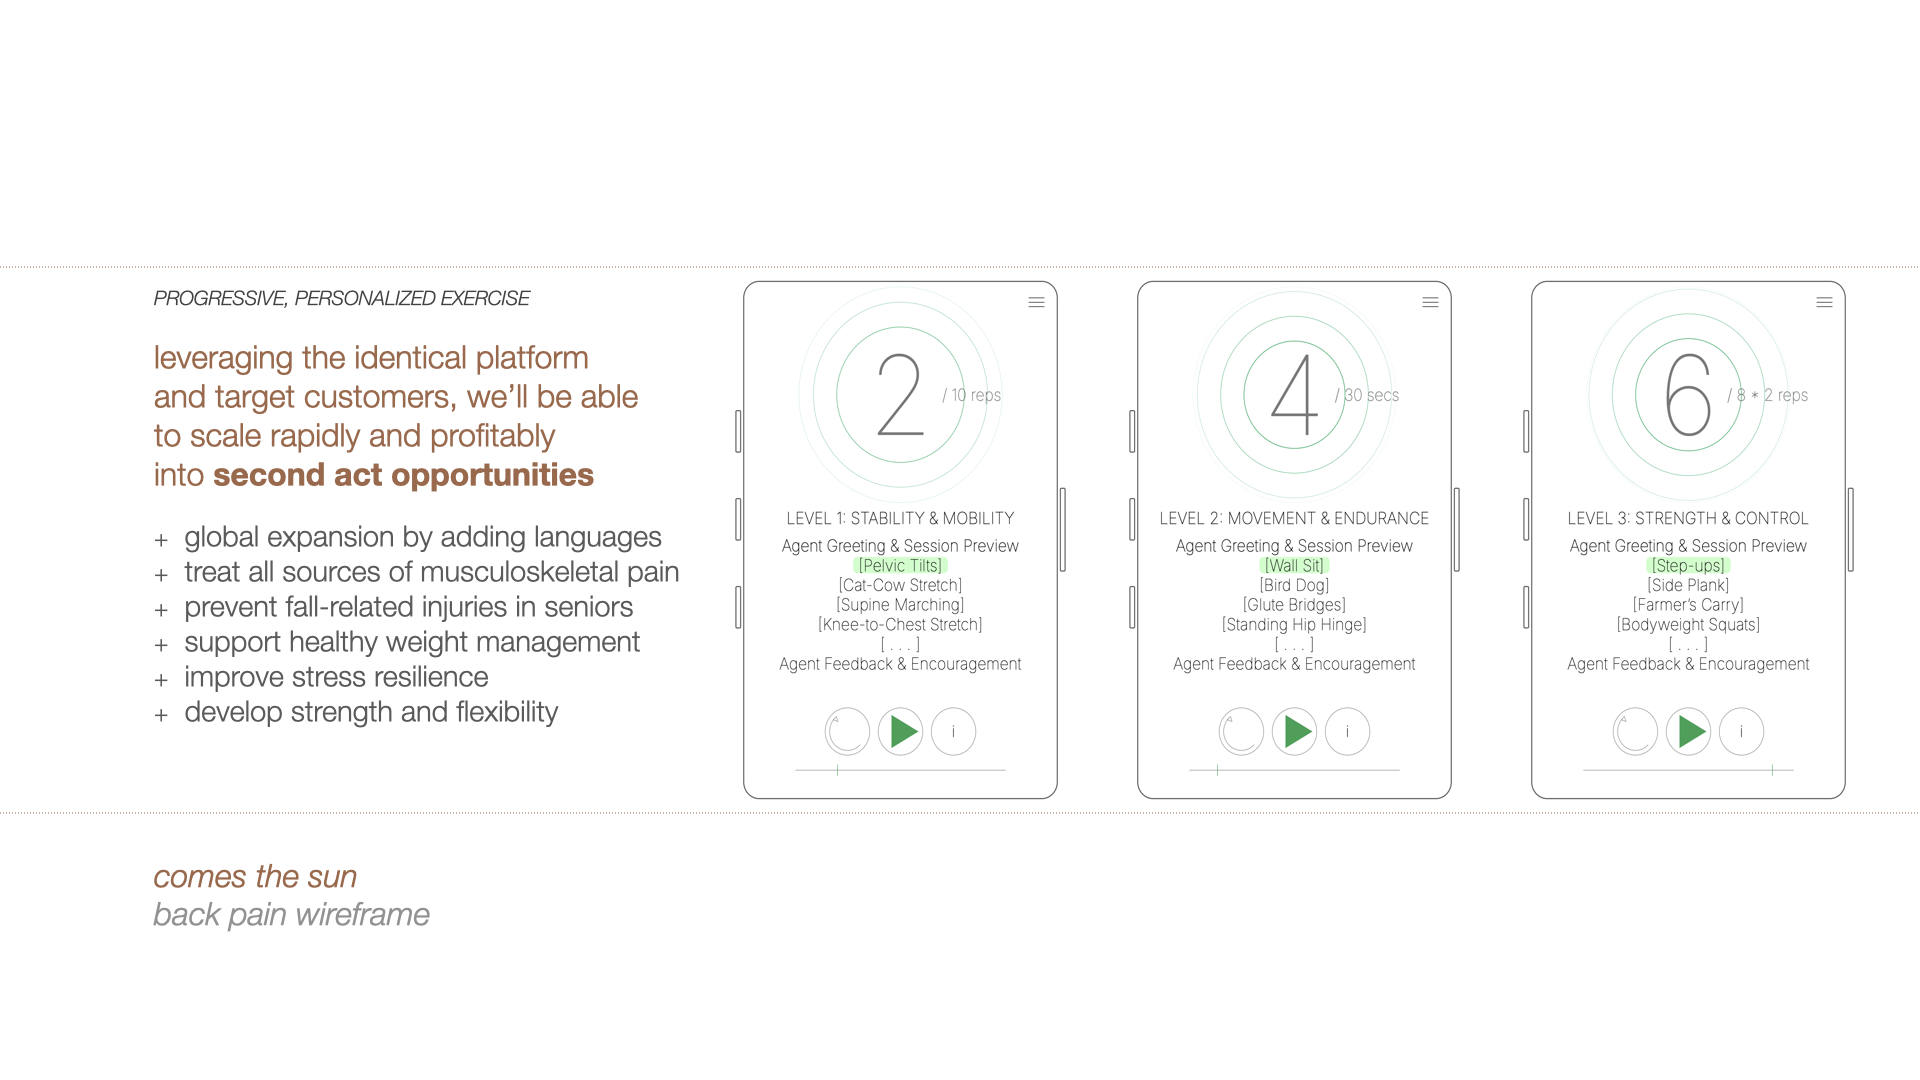 PROGRESSIVE, PERSONALIZED EXERCISE
leveraging the identical platform
and target customers, we’ll be able
to scale rapidly and profitably
into second act opportunities
+ global expansion by adding languages
+ treat all sources of musculoskeletal pain
+ prevent fall-related injuries in seniors
+ support healthy weight management
+ improve stress resilience
+ develop strength and flexibility
2 / 10 reps
LEVEL 1: STABILITY & MOBILITY
Agent Greeting & Session Preview
[Pelvic Tilts]
[Cat-Cow Stretch]
[Supine Marching]
[Knee-to-Chest Stretch]
[ . . . ]
Agent Feedback & Encouragement
i
4 / 30 secs
LEVEL 2: MOVEMENT & ENDURANCE
Agent Greeting & Session Preview
[Wall Sit]
[Bird Dog]
[Glute Bridges]
[Standing Hip Hinge]
[ . . . ]
Agent Feedback & Encouragement
i
6 / 8 * 2 reps
LEVEL 3: STRENGTH & CONTROL
Agent Greeting & Session Preview
[Step-ups]
[Side Plank]
[Farmer’s Carry]
[Bodyweight Squats]
[ . . . ]
Agent Feedback & Encouragement
i
comes the sun
back pain wireframe